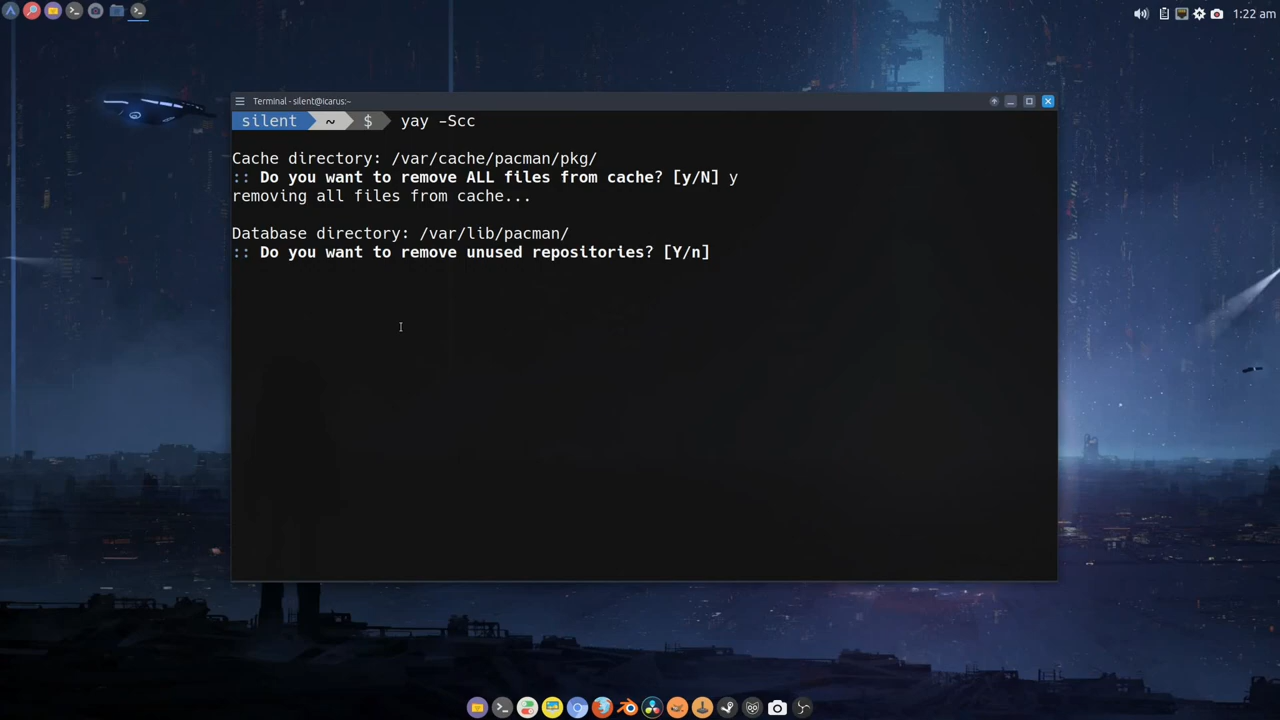 1:22 am
Terminal - silent@icarus:~
silent ~ $ yay -Scc
Cache directory: /var/cache/pacman/pkg/
:: Do you want to remove ALL files from cache? [y/N] y
removing all files from cache...
Database directory: /var/lib/pacman/
:: Do you want to remove unused repositories? [Y/n]